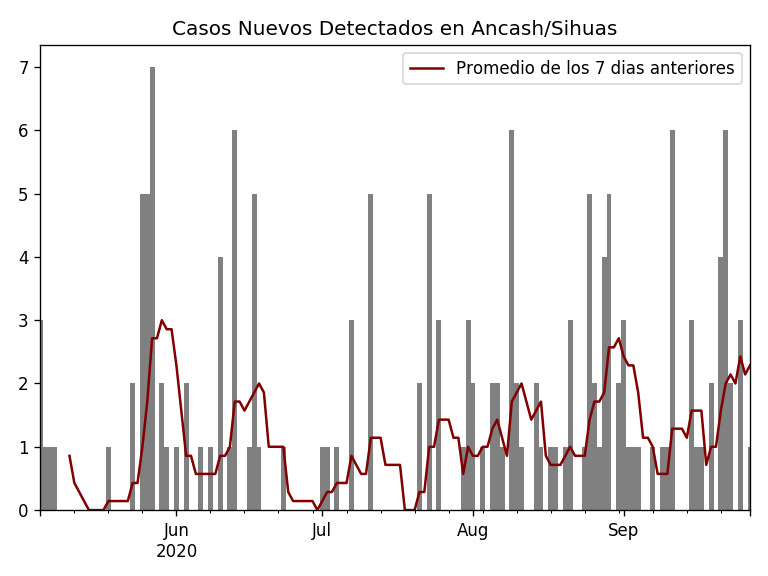 Casos Nuevos Detectados en Ancash/Sihuas
Promedio de los 7 dias anteriores
7
6
5
4
3
2
1
0
Jun
2020
Jul
Aug
Sep